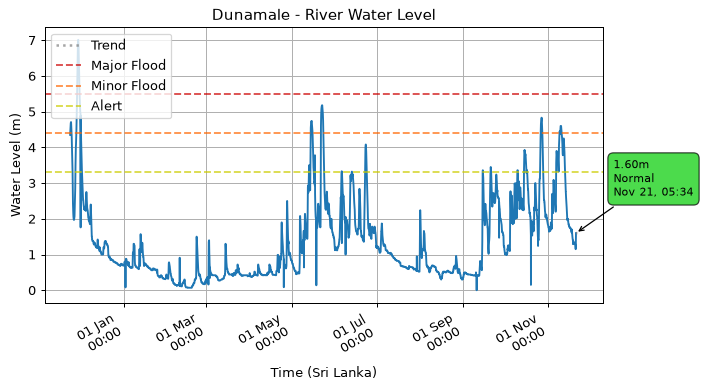 Dunamale - River Water Level
Water Level (m)
7
6
5
4
3
2
1
0
Trend
Major Flood
Minor Flood
Alert
1.60m
Normal
Nov 21, 05:34
01 Jan
00:00
01 Mar
00:00
01 May
00:00
01 Jul
00:00
01 Sep
00:00
01 Nov
00:00
Time (Sri Lanka)